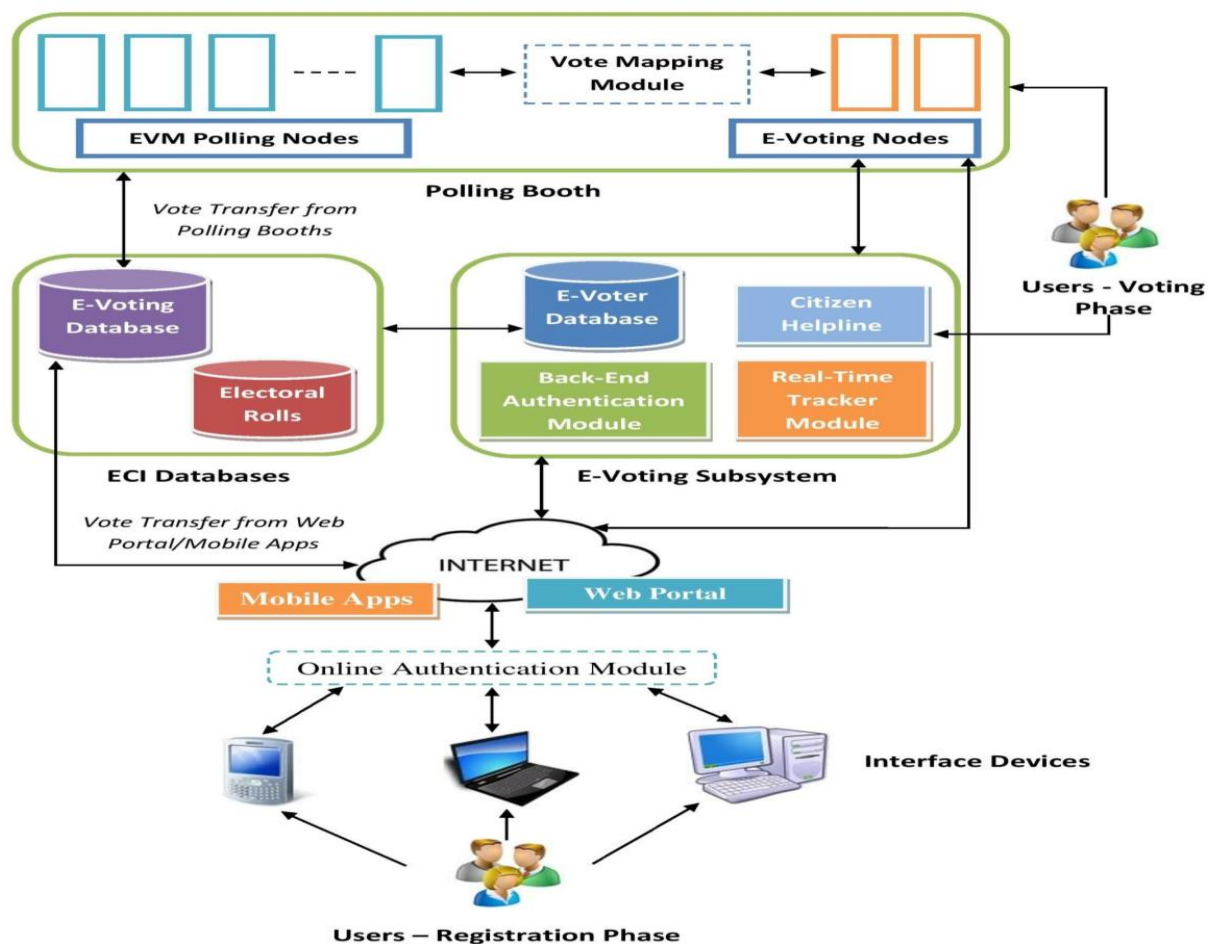 Vote Mapping
Module
EVM Polling Nodes
E-Voting Nodes
Polling Booth
Vote Transfer from
Polling Booths
Users - Voting
Phase
E-Voting
Database
Electoral
Rolls
ECI Databases
E-Voter
Database
Citizen
Helpline
Back-End
Authentication
Module
Real-Time
Tracker
Module
E-Voting Subsystem
Vote Transfer from Web
Portal/Mobile Apps
INTERNET
Mobile Apps
Web Portal
Online Authentication Module
Interface Devices
Users – Registration Phase